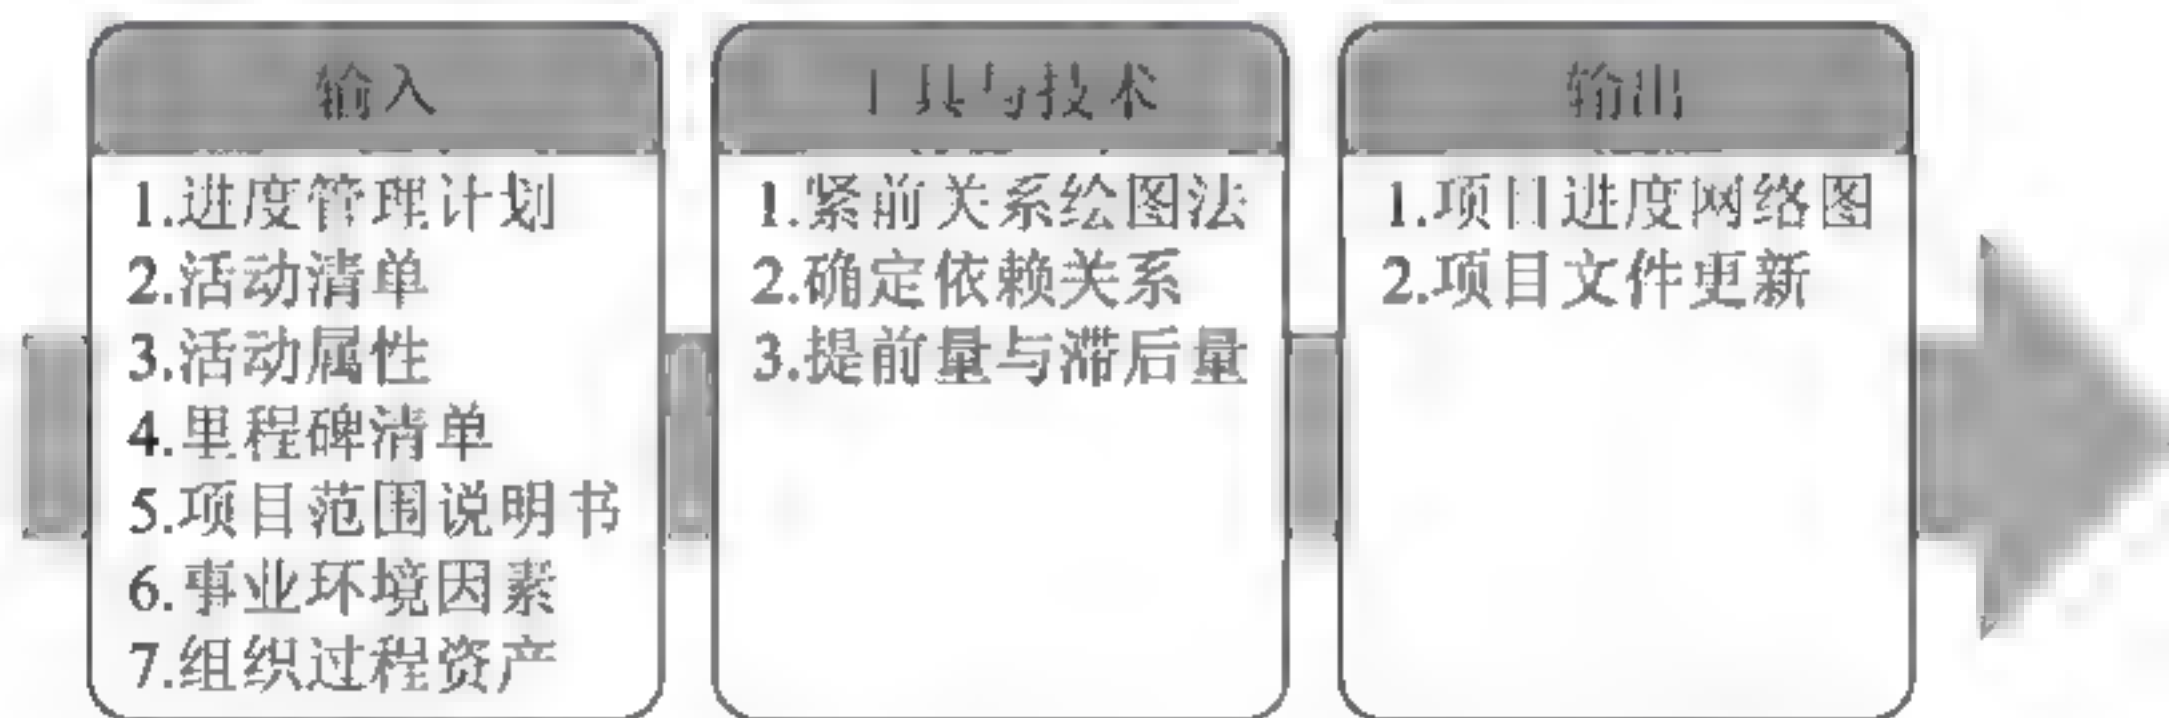 输入
1.进度管理计划
2.活动清单
3.活动属性
4.里程碑清单
5.项目范围说明书
6.事业环境因素
7.组织过程资产
工具与技术
1.紧前关系绘图法
2.确定依赖关系
3.提前量与滞后量
输出
1.项目进度网络图
2.项目文件更新